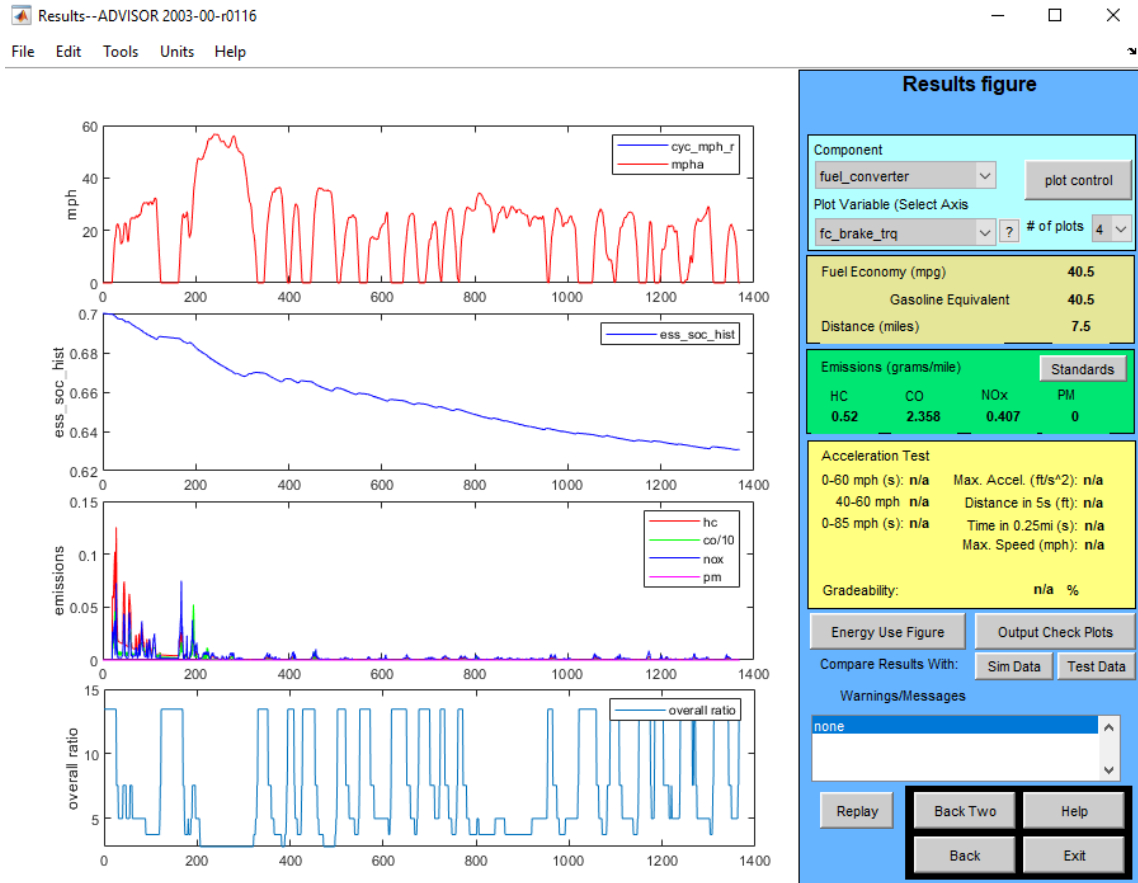 Results--ADVISOR 2003-00-r0116
File Edit Tools Units Help
60
40
20
0
mph
cyc_mph_r
mpha
0 200 400 600 800 1000 1200 1400
0.7
0.68
0.66
0.64
0.62
ess_soc_hist
ess_soc_hist
0 200 400 600 800 1000 1200 1400
0.15
0.1
0.05
0
emissions
hc
co/10
nox
pm
0 200 400 600 800 1000 1200 1400
15
10
5
overall ratio
overall ratio
0 200 400 600 800 1000 1200 1400
Results figure
Component
fuel_converter
plot control
Plot Variable (Select Axis
fc_brake_trq ? # of plots 4
Fuel Economy (mpg) 40.5
Gasoline Equivalent 40.5
Distance (miles) 7.5
Emissions (grams/mile) Standards
HC CO NOx PM
0.52 2.358 0.407 0
Acceleration Test
0-60 mph (s): n/a Max. Accel. (ft/s^2): n/a
40-60 mph n/a Distance in 5s (ft): n/a
0-85 mph (s): n/a Time in 0.25mi (s): n/a
Max. Speed (mph): n/a
Gradeability: n/a %
Energy Use Figure Output Check Plots
Compare Results With: Sim Data Test Data
Warnings/Messages
none
Replay Back Two Help
Back Exit